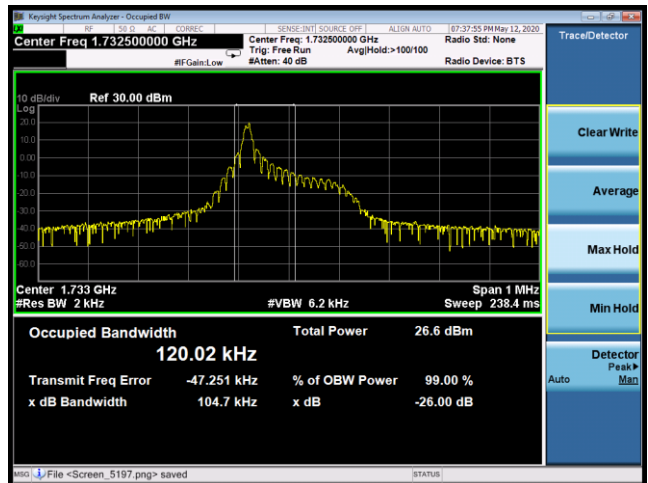 Keysight Spectrum Analyzer - Occupied BW
RF 50 Ω AC CORREC SENSE:INT SOURCE OFF ALIGN AUTO 07:37:55 PM May 12, 2020
Center Freq 1.732500000 GHz
Center Freq: 1.732500000 GHz
Radio Std: None
Trig: Free Run Avg|Hold:>100/100
#IFGain:Low
#Atten: 40 dB
Radio Device: BTS
10 dB/div Ref 30.00 dBm
Log
20.0
10.0
0.00
-10.0
-20.0
-30.0
-40.0
-50.0
-60.0
Center 1.733 GHz
Span 1 MHz
#Res BW 2 kHz
#VBW 6.2 kHz
Sweep 238.4 ms
Occupied Bandwidth
Total Power 26.6 dBm
120.02 kHz
Transmit Freq Error -47.251 kHz
% of OBW Power 99.00 %
x dB Bandwidth 104.7 kHz
x dB -26.00 dB
MSG File <Screen_5197.png> saved
STATUS
Trace/Detector
Clear Write
Average
Max Hold
Min Hold
Detector
Peak▶
Auto Man